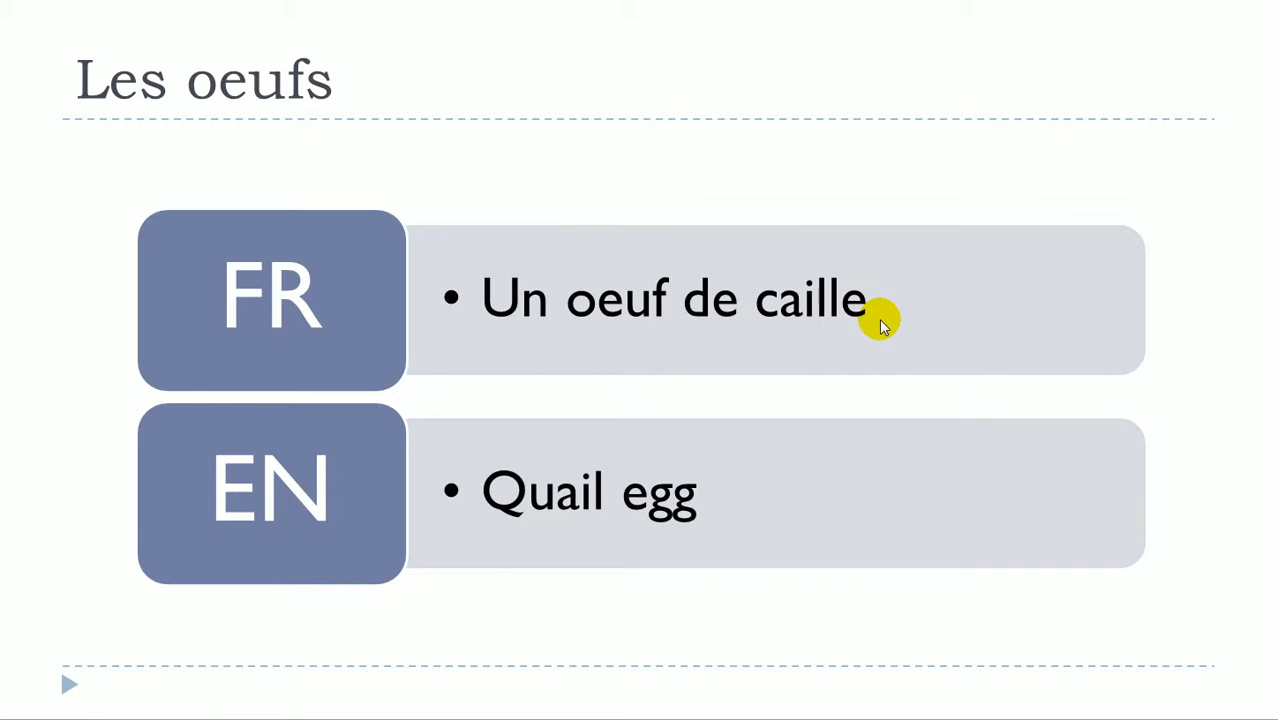 Les oeufs
FR
• Un oeuf de caille
EN
• Quail egg